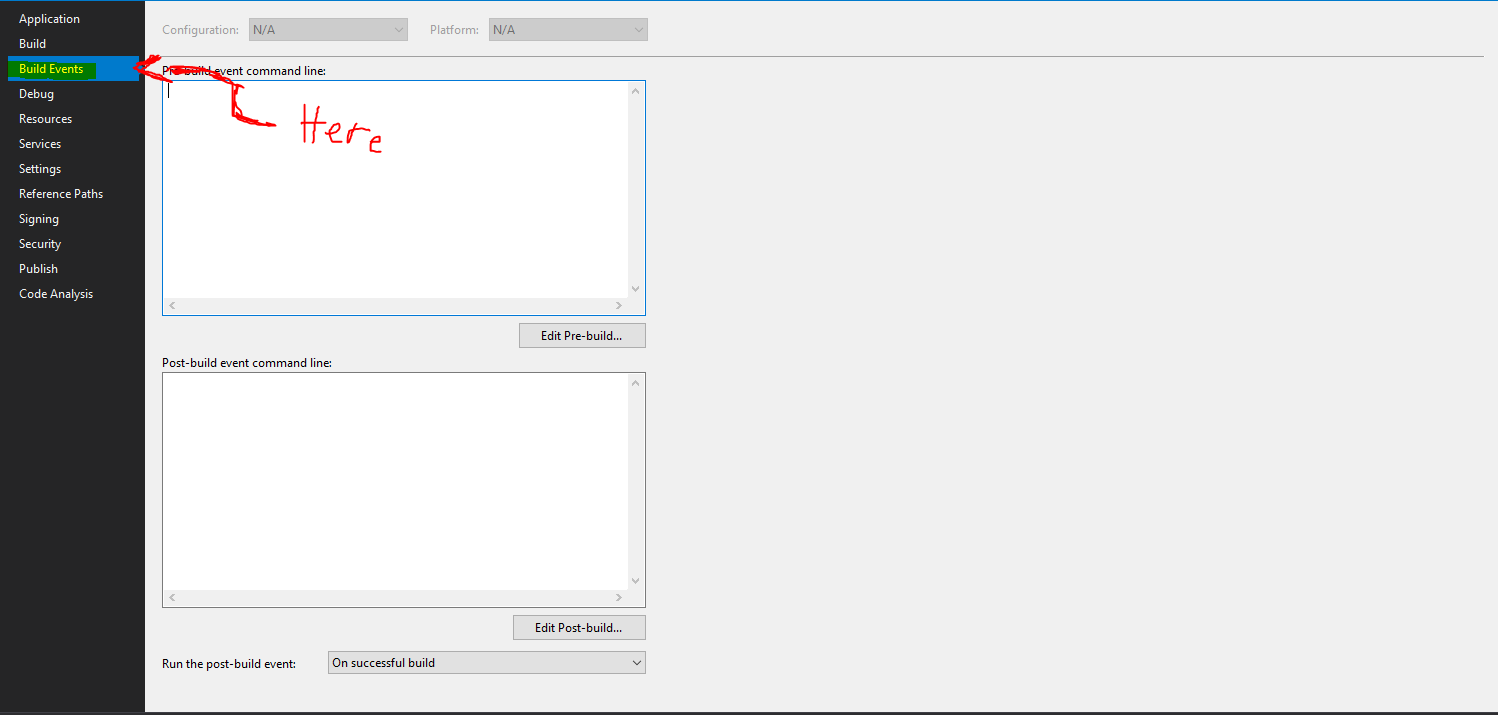 Application
Build
Build Events
Debug
Resources
Services
Settings
Reference Paths
Signing
Security
Publish
Code Analysis
Configuration: N/A Platform: N/A
Pre-build event command line:
Here
Edit Pre-build...
Post-build event command line:
Edit Post-build...
Run the post-build event: On successful build